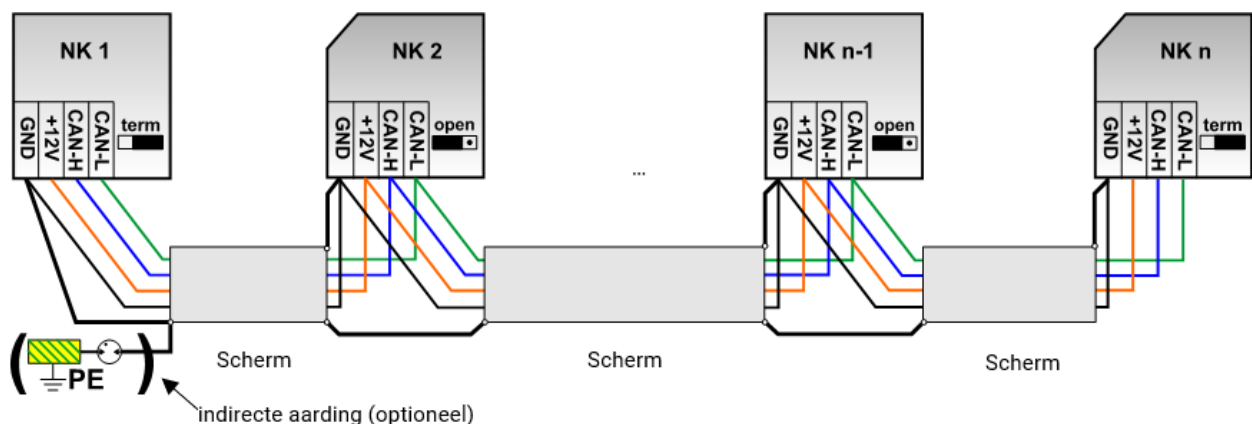 NK 1
NK 2
NK n-1
NK n
GND
+12V
CAN-H
CAN-L
term
GND
+12V
CAN-H
CAN-L
open
...
GND
+12V
CAN-H
CAN-L
open
GND
+12V
CAN-H
CAN-L
term
Scherm
Scherm
Scherm
( PE )
indirecte aarding (optioneel)